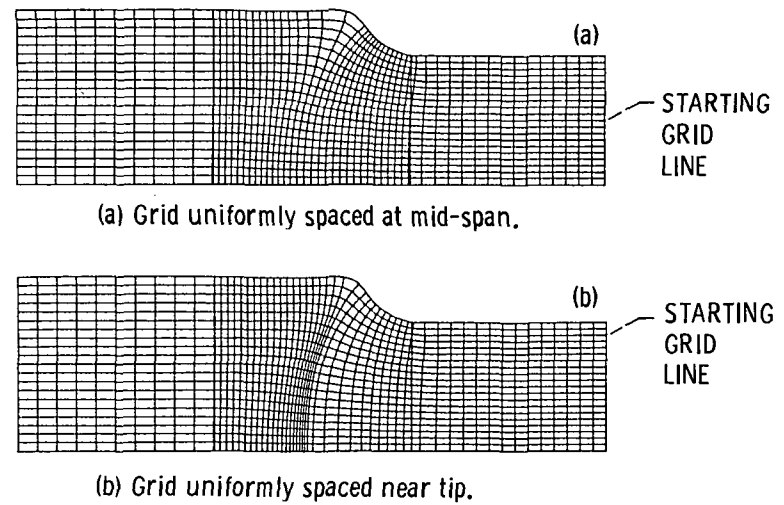 (a)
STARTING
GRID
LINE
(a) Grid uniformly spaced at mid-span.
(b)
STARTING
GRID
LINE
(b) Grid uniformly spaced near tip.